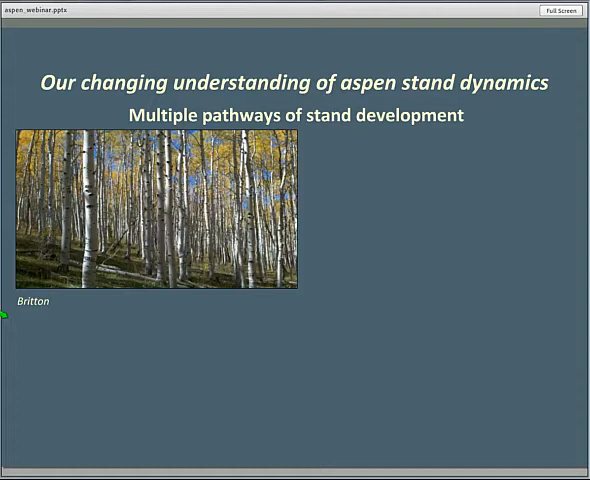 aspen_webinar.pptx
Full Screen
Our changing understanding of aspen stand dynamics
Multiple pathways of stand development
Britton